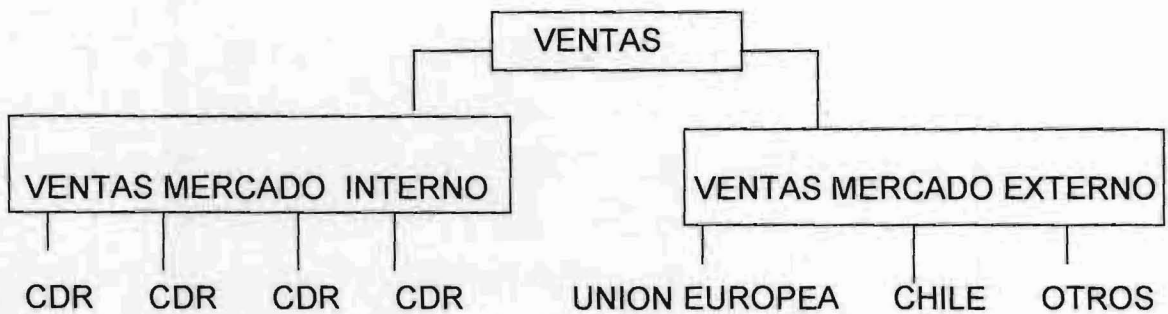 VENTAS
VENTAS MERCADO INTERNO
VENTAS MERCADO EXTERNO
CDR CDR CDR CDR
UNION EUROPEA CHILE OTROS